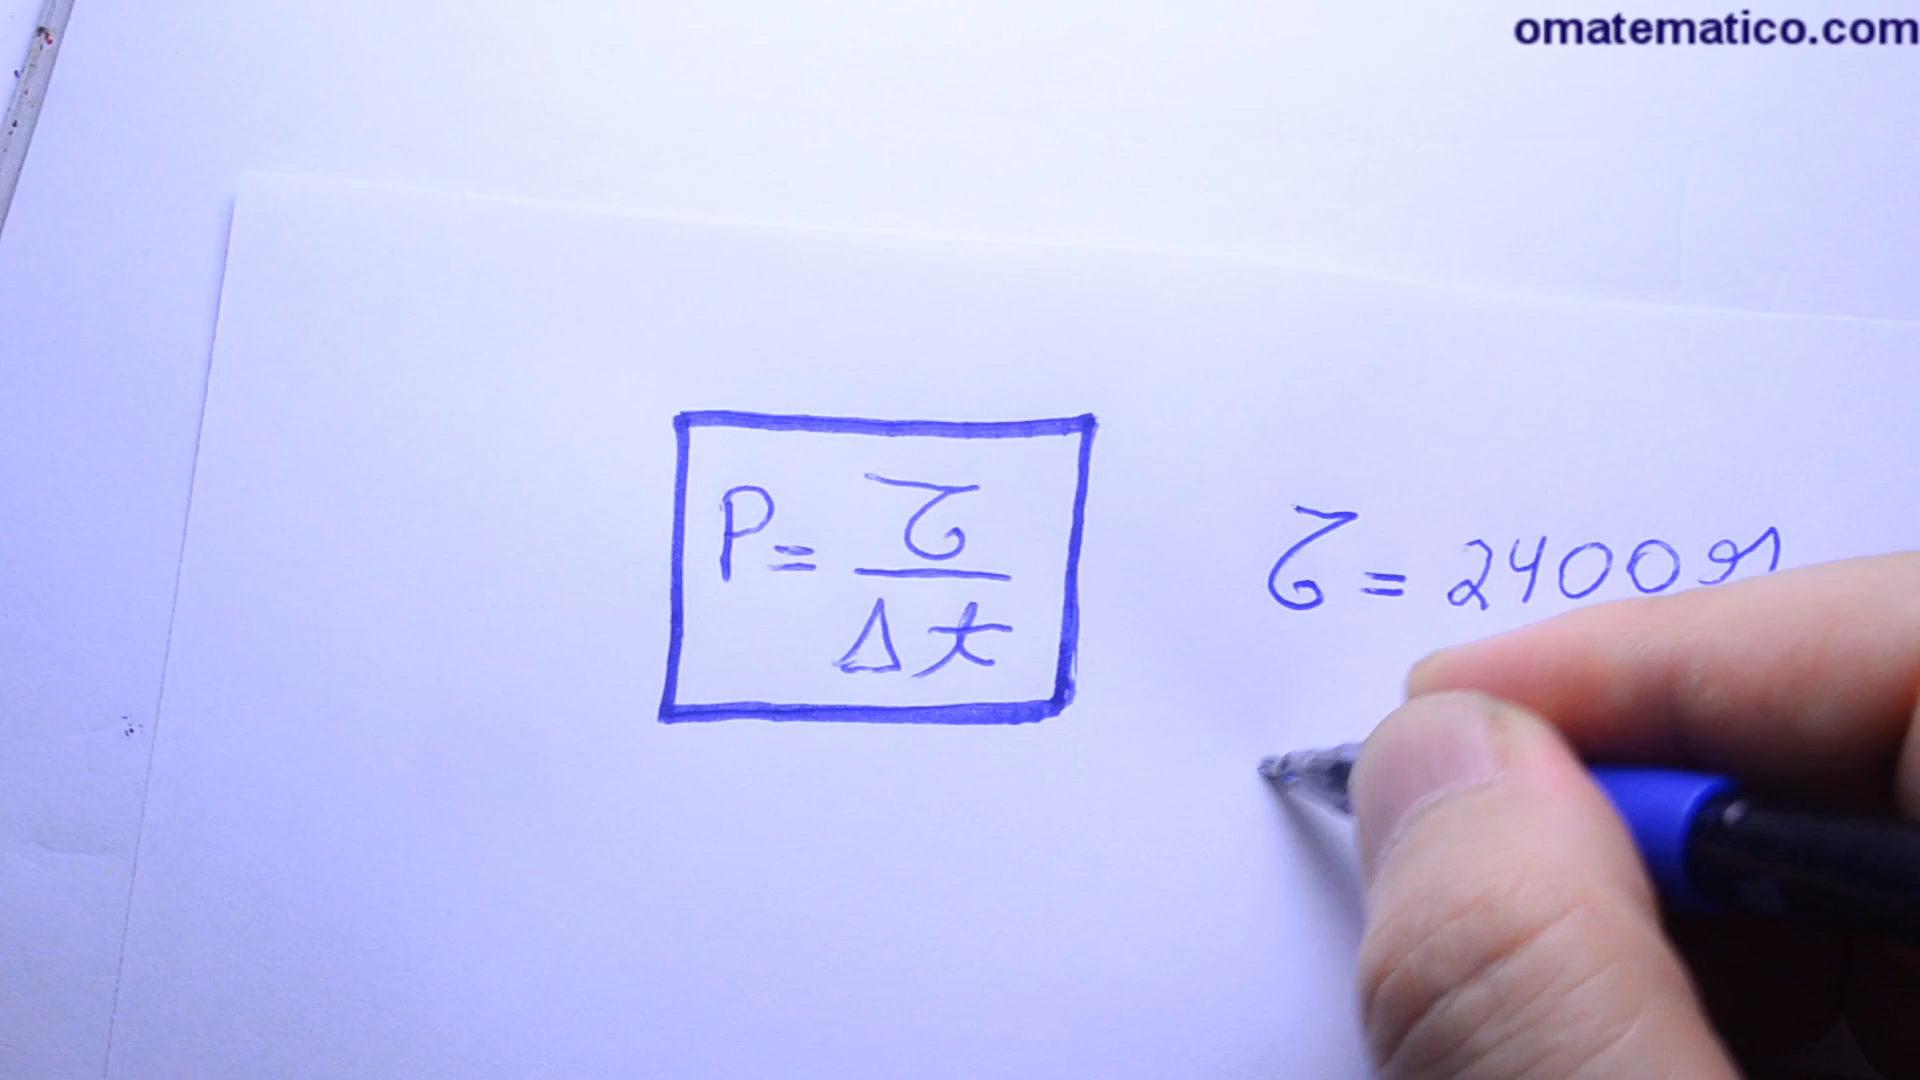 omatematico.com
P = τ / Δt
τ = 2400 J